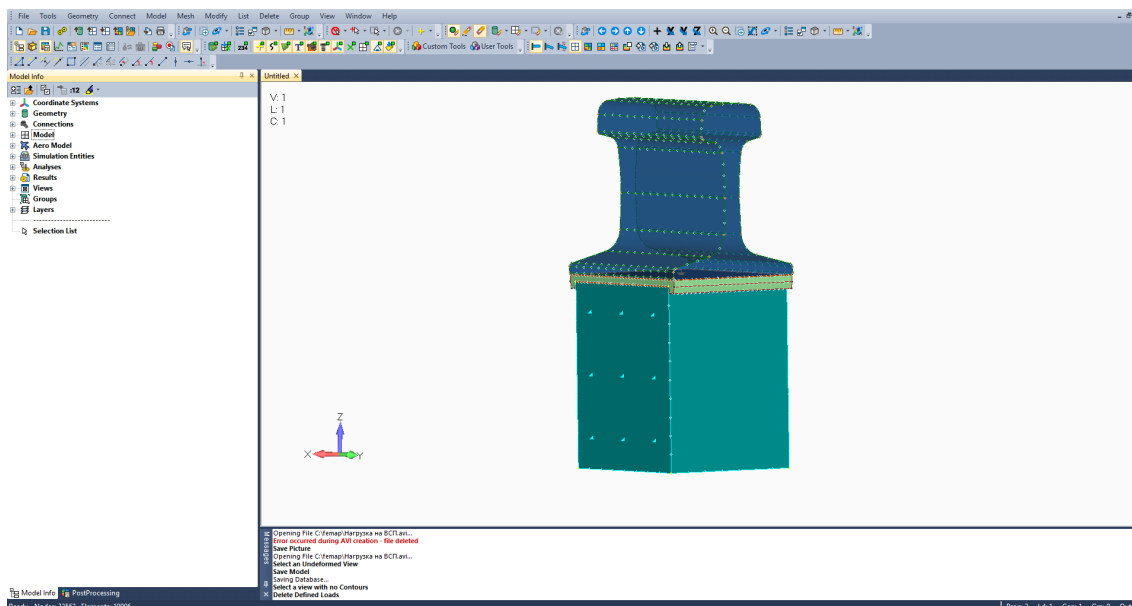 File Tools Geometry Connect Model Mesh Modify List Delete Group View Window Help
234
Custom Tools User Tools
Model Info
Untitled
:12
V: 1
L: 1
C: 1
Coordinate Systems
Geometry
Connections
Model
Aero Model
Simulation Entities
Analyses
Results
Views
Groups
Layers
Selection List
Z
X
Y
Messages
Opening File C:\femap\Нагрузка на ВСП.avi...
Error occurred during AVI creation - file deleted
Save Picture
Opening File C:\femap\Нагрузка на ВСП.avi...
Select an Undeformed View
Save Model
Saving Database...
Select a view with no Contours
Delete Defined Loads
Model Info PostProcessing